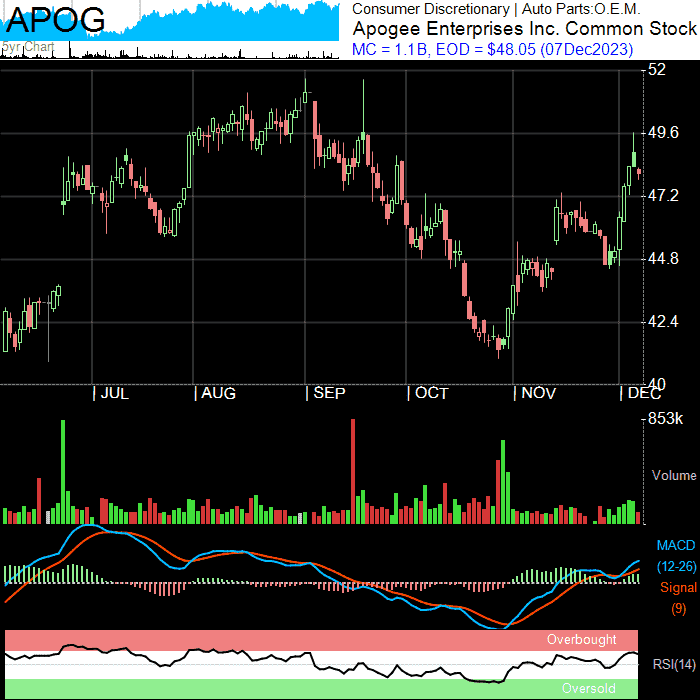 APOG
5yr Chart
Consumer Discretionary | Auto Parts:O.E.M.
Apogee Enterprises Inc. Common Stock
MC = 1.1B, EOD = $48.05 (07Dec2023)
52
49.6
47.2
44.8
42.4
40
JUL
AUG
SEP
OCT
NOV
DEC
853k
Volume
MACD
(12-26)
Signal
(9)
Overbought
RSI(14)
Oversold